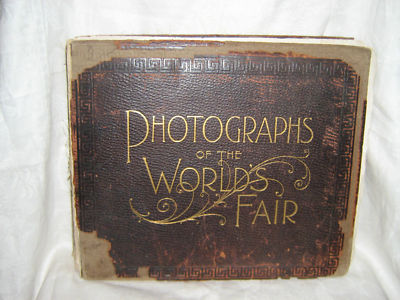 PHOTOGRAPHS
OF THE
WORLD'S
FAIR